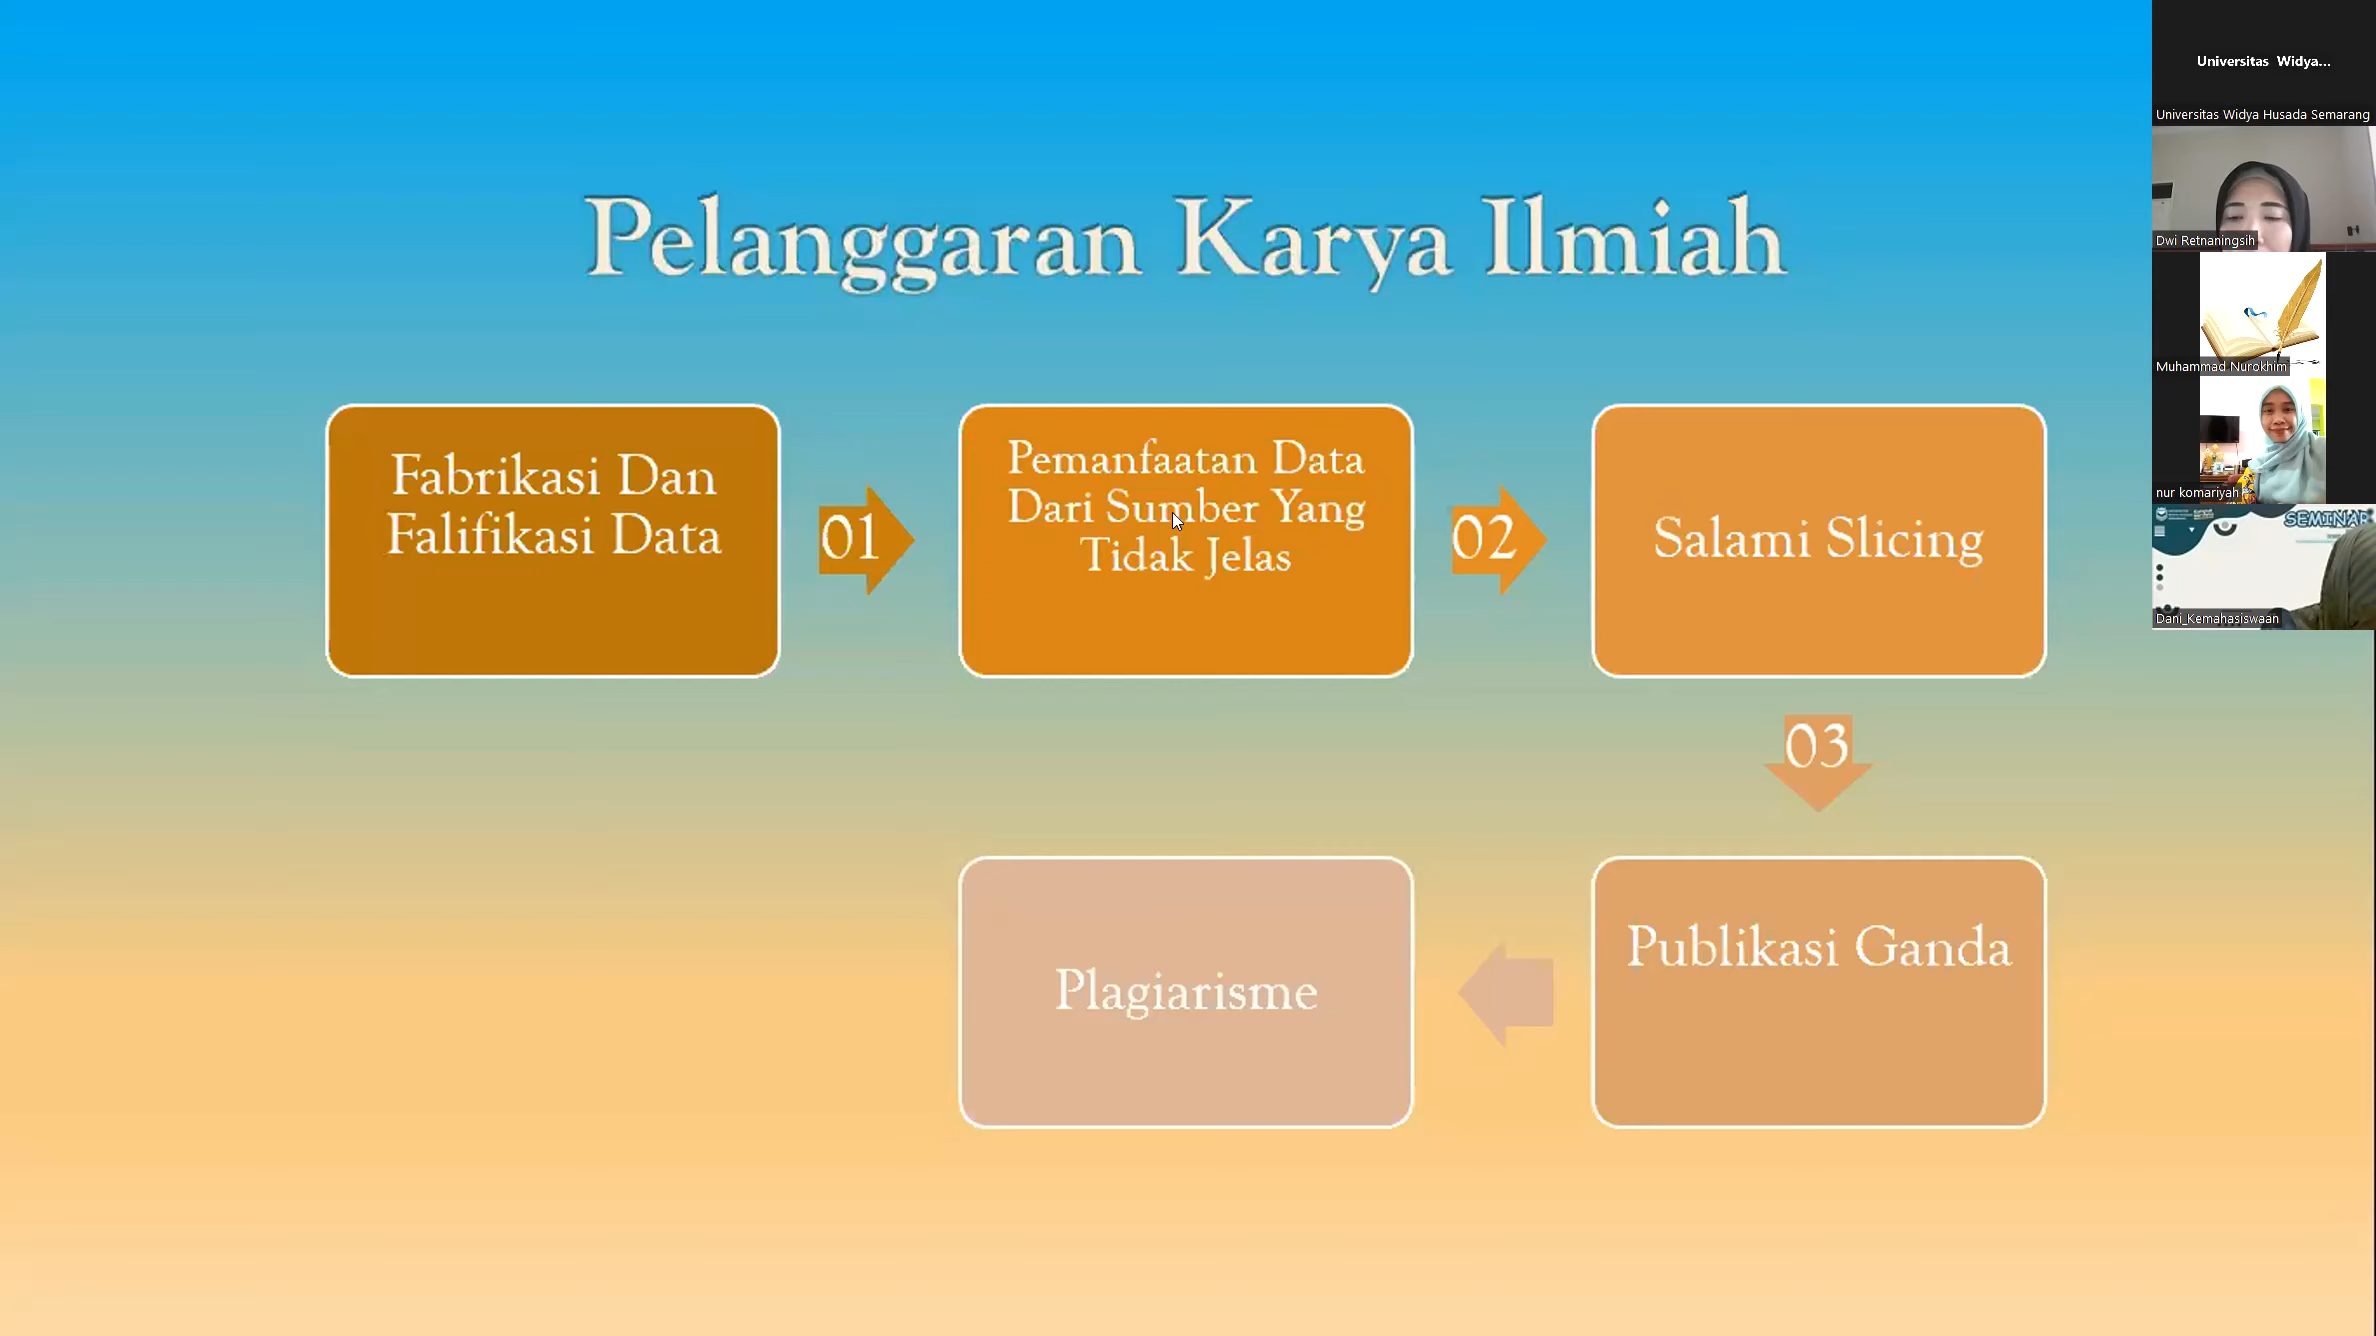 Pelanggaran Karya Ilmiah
Fabrikasi Dan
Falifikasi Data
01
Pemanfaatan Data
Dari Sumber Yang
Tidak Jelas
02
Salami Slicing
03
Publikasi Ganda
Plagiarisme
Universitas Widya...
Universitas Widya Husada Semarang
Dwi Retnaningsih
Muhammad Nurokhim
nur komariyah
SEMINAR
Dani_Kemahasiswaan